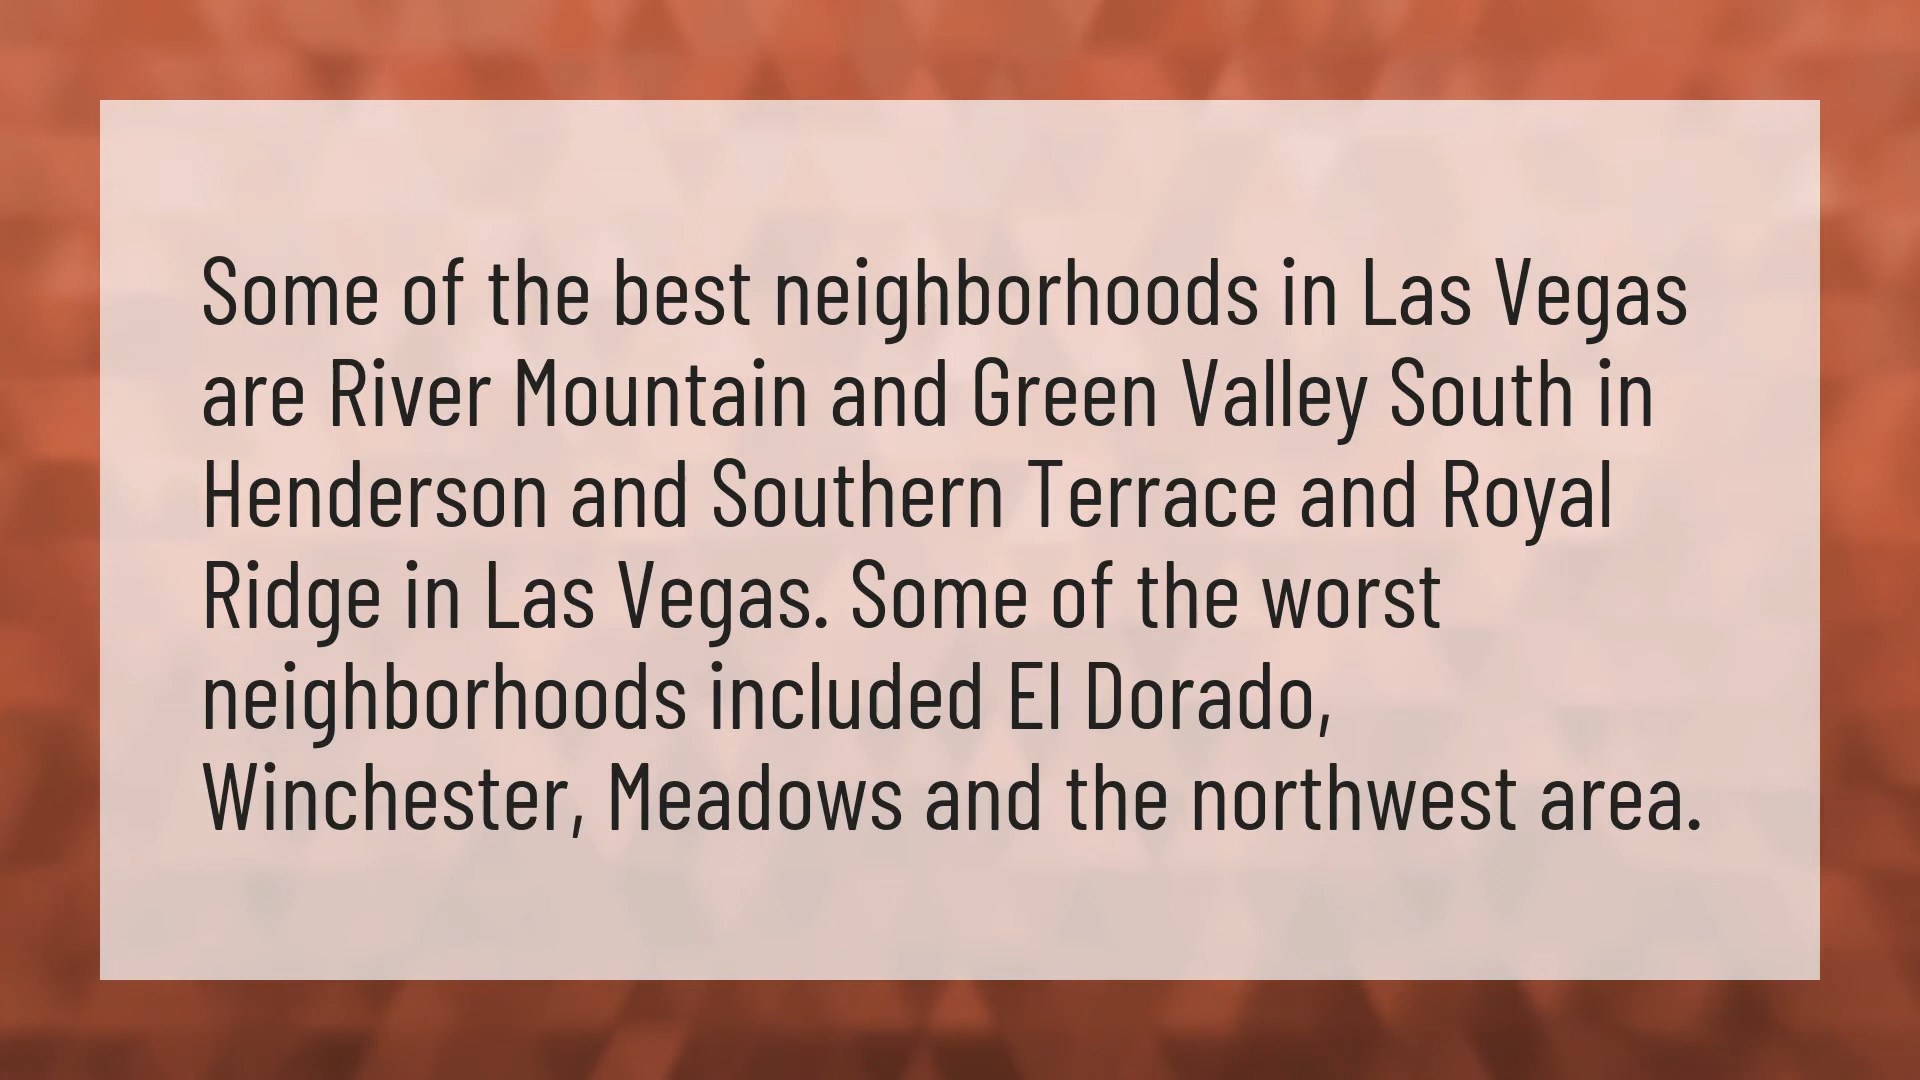 Some of the best neighborhoods in Las Vegas
are River Mountain and Green Valley South in
Henderson and Southern Terrace and Royal
Ridge in Las Vegas. Some of the worst
neighborhoods included El Dorado,
Winchester, Meadows and the northwest area.